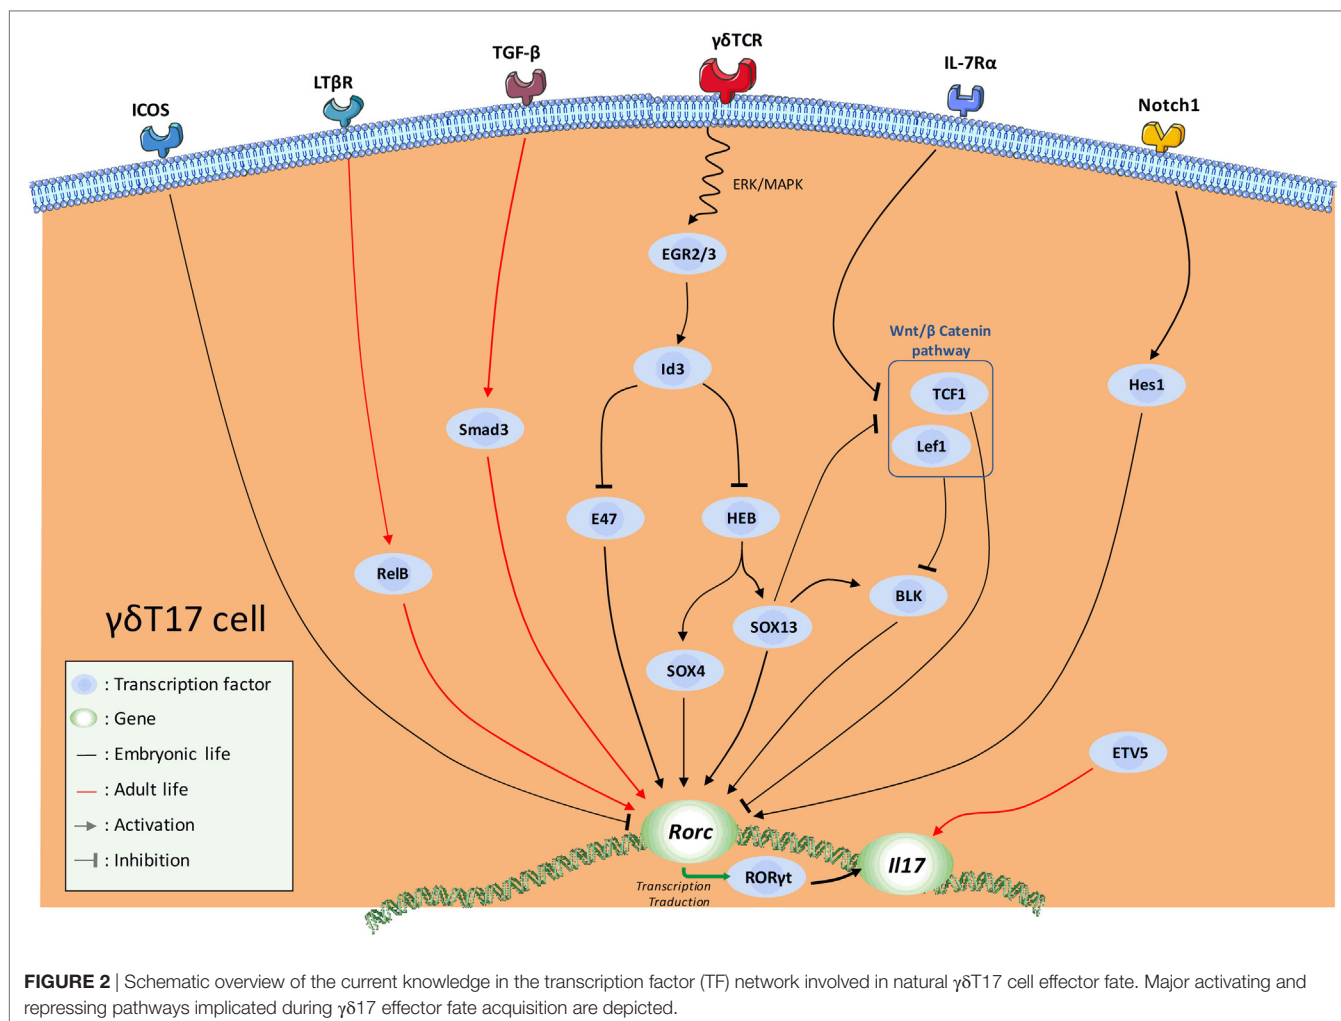 ICOS
LTβR
TGF-β
γδTCR
IL-7Rα
Notch1
ERK/MAPK
EGR2/3
Id3
Wnt/β Catenin
pathway
TCF1
Lef1
Hes1
Smad3
E47
HEB
RelB
BLK
SOX13
SOX4
ETV5
γδT17 cell
: Transcription factor
: Gene
: Embryonic life
: Adult life
: Activation
: Inhibition
Rorc
Il17
RORγt
Transcription
Traduction
FIGURE 2 | Schematic overview of the current knowledge in the transcription factor (TF) network involved in natural γδT17 cell effector fate. Major activating and
repressing pathways implicated during γδ17 effector fate acquisition are depicted.